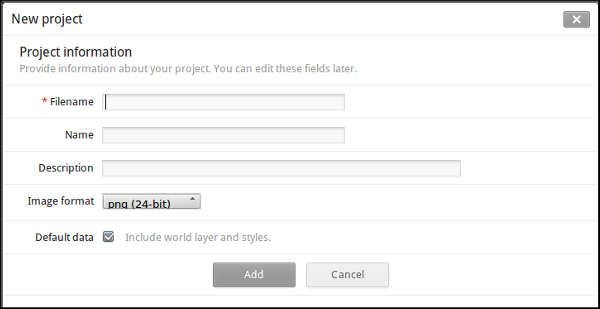 New project
Project information
Provide information about your project. You can edit these fields later.
* Filename
Name
Description
Image format png (24-bit)
Default data Include world layer and styles.
Add Cancel